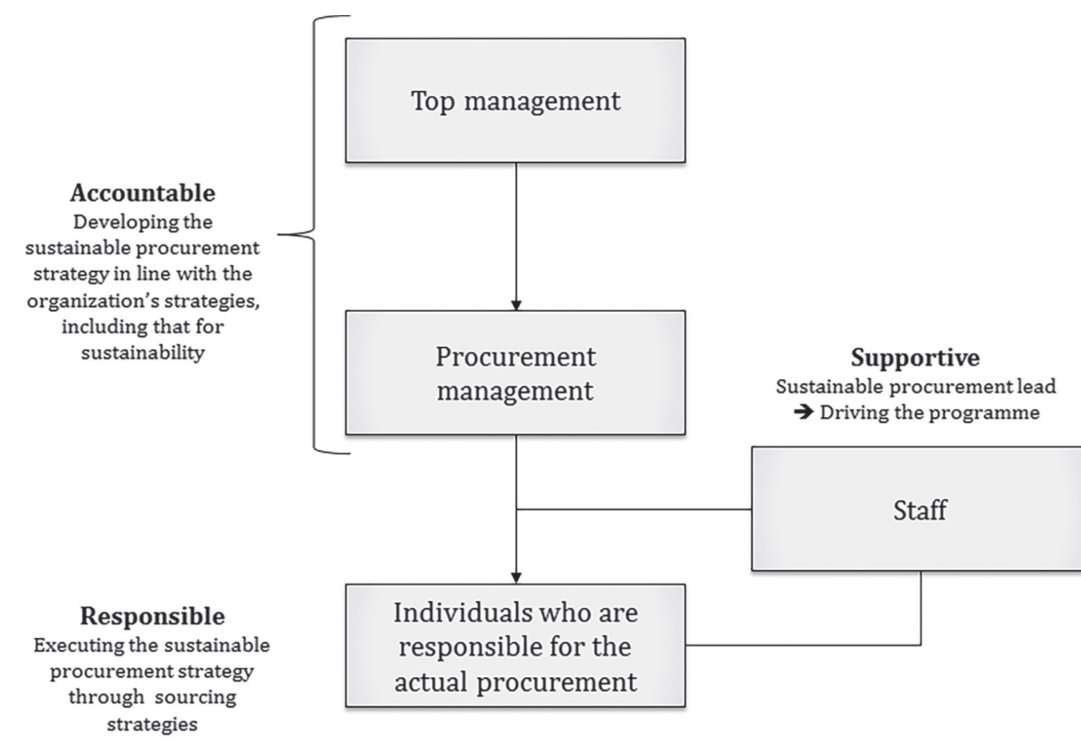 Top management
Accountable
Developing the
sustainable procurement
strategy in line with the
organization's strategies,
including that for
sustainability
Procurement
management
Supportive
Sustainable procurement lead
➔ Driving the programme
Staff
Responsible
Executing the sustainable
procurement strategy
through sourcing
strategies
Individuals who are
responsible for the
actual procurement